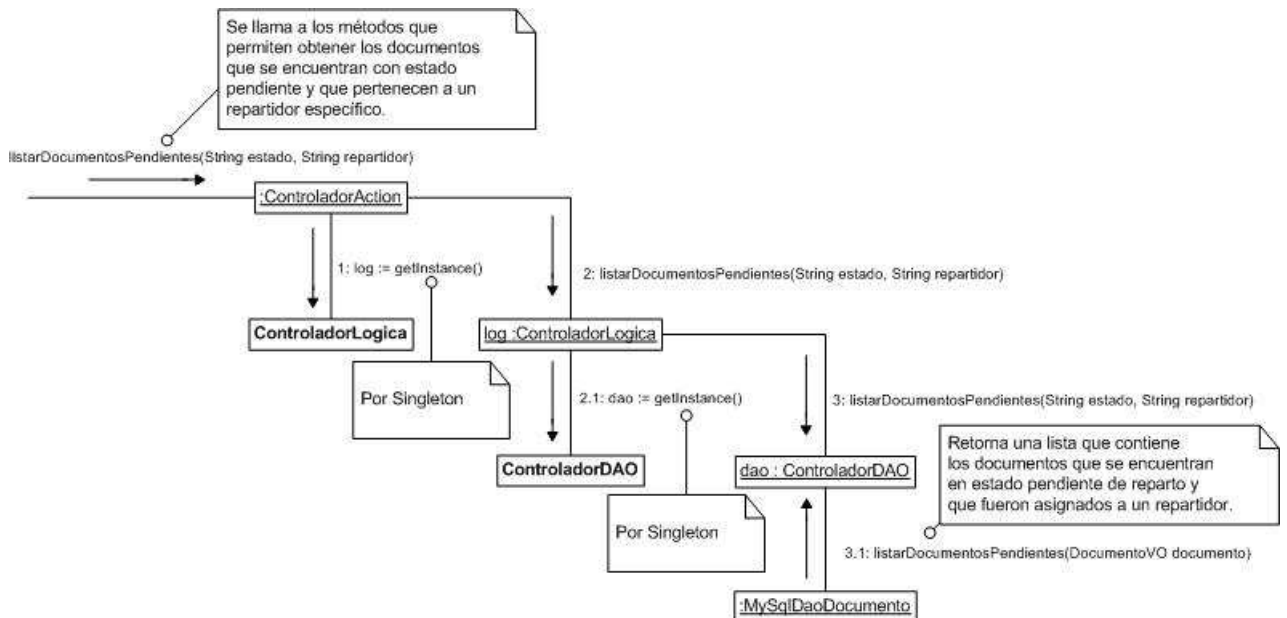 Se llama a los métodos que
permiten obtener los documentos
que se encuentran con estado
pendiente y que pertenecen a un
repartidor específico.
listarDocumentosPendientes(String estado, String repartidor)
:ControladorAction
1: log := getInstance()
2: listarDocumentosPendientes(String estado, String repartidor)
ControladorLogica
log :ControladorLogica
Por Singleton
2.1: dao := getInstance()
3: listarDocumentosPendientes(String estado, String repartidor)
Retorna una lista que contiene
los documentos que se encuentran
en estado pendiente de reparto y
que fueron asignados a un repartidor.
ControladorDAO
dao : ControladorDAO
Por Singleton
3.1: listarDocumentosPendientes(DocumentoVO documento)
:MySqlDaoDocumento